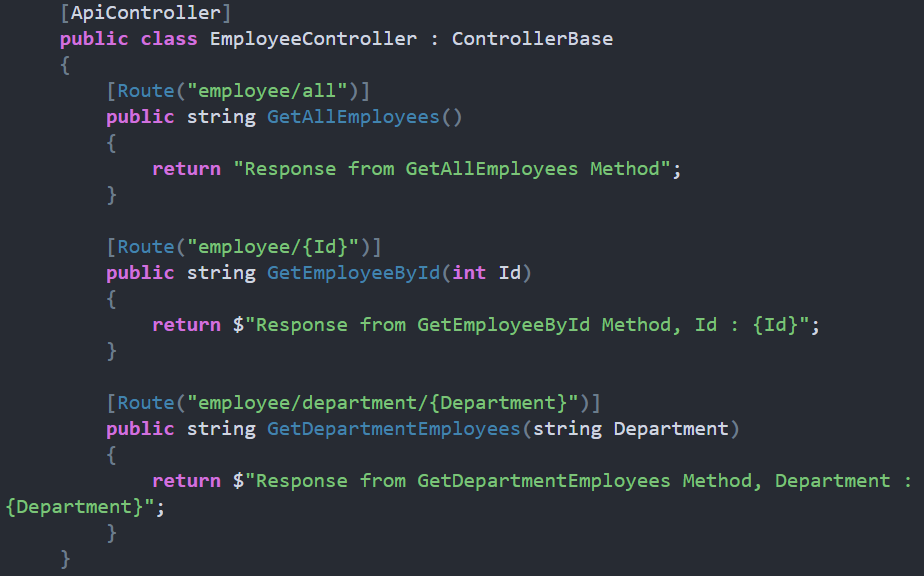 [ApiController]
public class EmployeeController : ControllerBase
{
[Route("employee/all")]
public string GetAllEmployees()
{
return "Response from GetAllEmployees Method";
}
[Route("employee/{Id}")]
public string GetEmployeeById(int Id)
{
return $"Response from GetEmployeeById Method, Id : {Id}";
}
[Route("employee/department/{Department}")]
public string GetDepartmentEmployees(string Department)
{
return $"Response from GetDepartmentEmployees Method, Department :
{Department}";
}
}